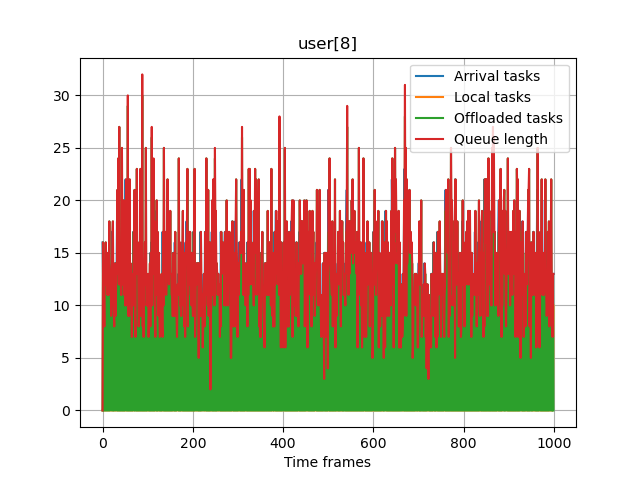 user[8]
Arrival tasks
Local tasks
Offloaded tasks
Queue length
30
25
20
15
10
5
0
0 200 400 600 800 1000
Time frames